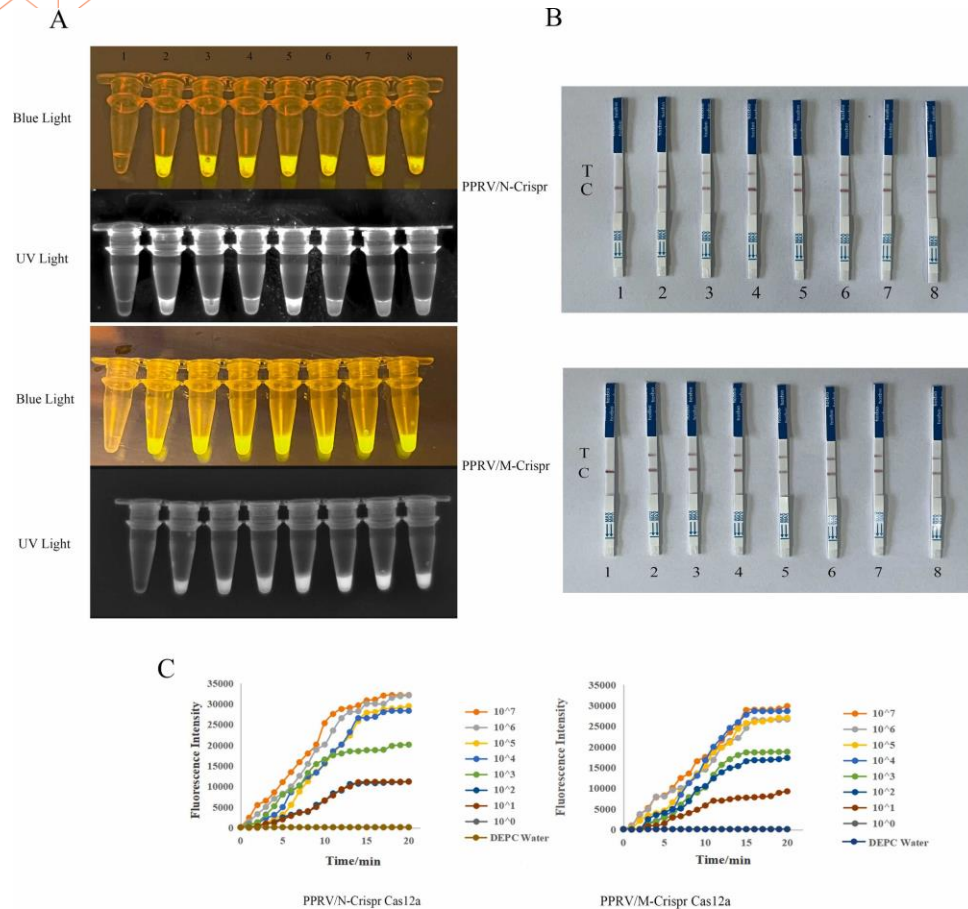 A
B
1 2 3 4 5 6 7 8
Blue Light
UV Light
PPRV/N-Crispr
T
C
MAX
1 2 3 4 5 6 7 8
Blue Light
UV Light
PPRV/M-Crispr
T
C
MAX
1 2 3 4 5 6 7 8
C
Fluorescence Intensity
35000
30000
25000
20000
15000
10000
5000
0
0 5 10 15 20
Time/min
10^7
10^6
10^5
10^4
10^3
10^2
10^1
10^0
DEPC Water
PPRV/N-Crispr Cas12a
Fluorescence Intensity
35000
30000
25000
20000
15000
10000
5000
0
0 5 10 15 20
Time/min
10^7
10^6
10^5
10^4
10^3
10^2
10^1
10^0
DEPC Water
PPRV/M-Crispr Cas12a